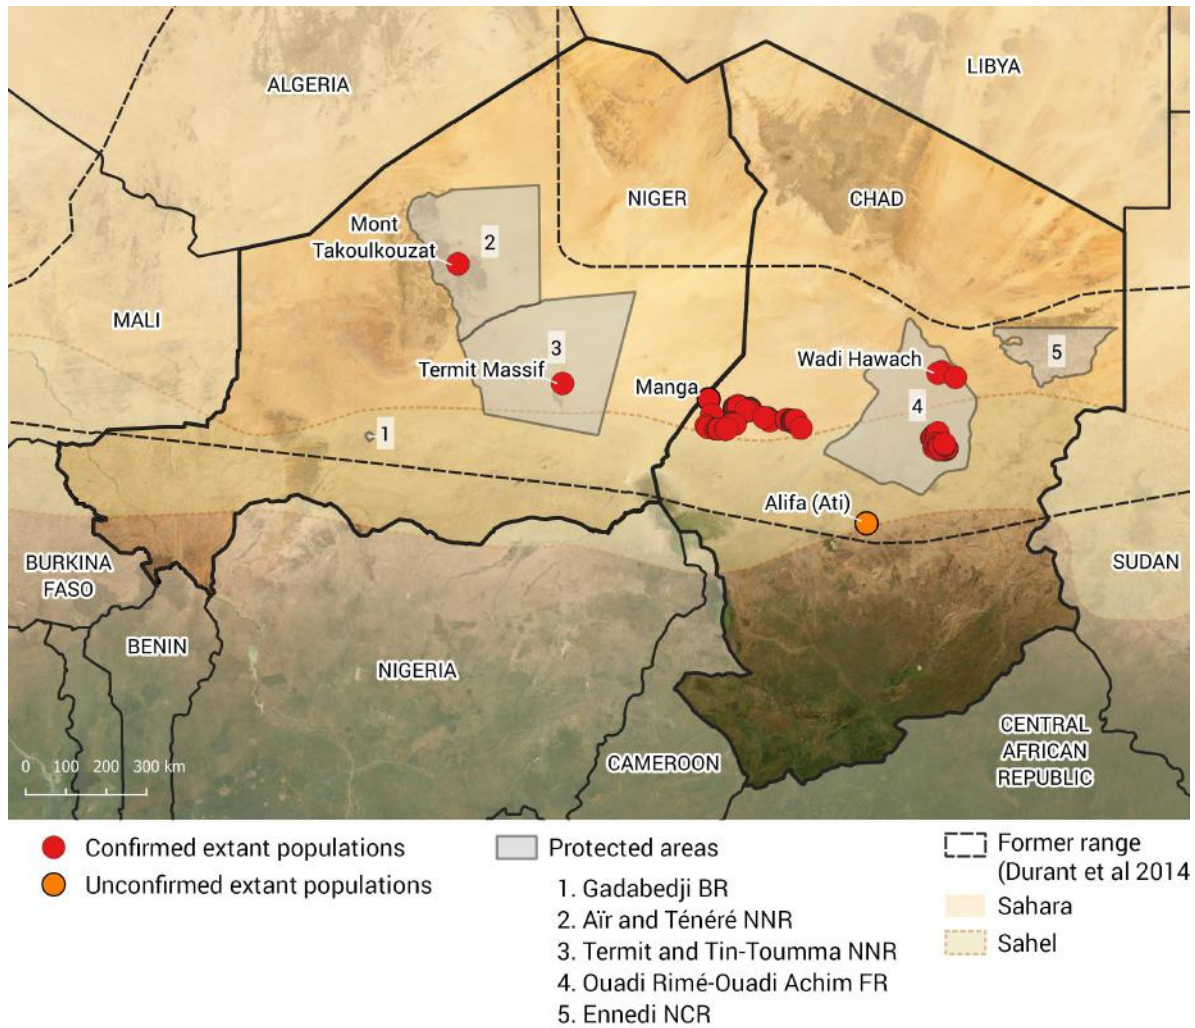 ALGERIA
LIBYA
NIGER
CHAD
Mont
Takoulkouzat
2
MALI
3
Termit Massif
Wadi Hawach
5
Manga
4
1
Alifa (Ati)
BURKINA
FASO
SUDAN
BENIN
NIGERIA
CENTRAL
AFRICAN
REPUBLIC
CAMEROON
0 100 200 300 km
Confirmed extant populations
Unconfirmed extant populations
Protected areas
1. Gadabedji BR
2. Aïr and Ténéré NNR
3. Termit and Tin-Toumma NNR
4. Ouadi Rimé-Ouadi Achim FR
5. Ennedi NCR
Former range
(Durant et al 2014
Sahara
Sahel